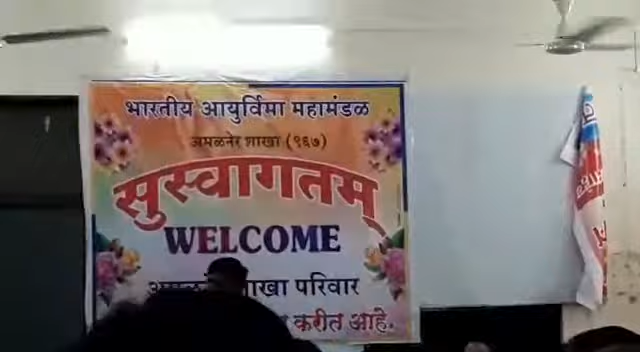 भारतीय आयुर्विमा महामंडळ
अमळनेर शाखा (९६७)
सुस्वागतम्
WELCOME
शाखा परिवार
करीत आहे.